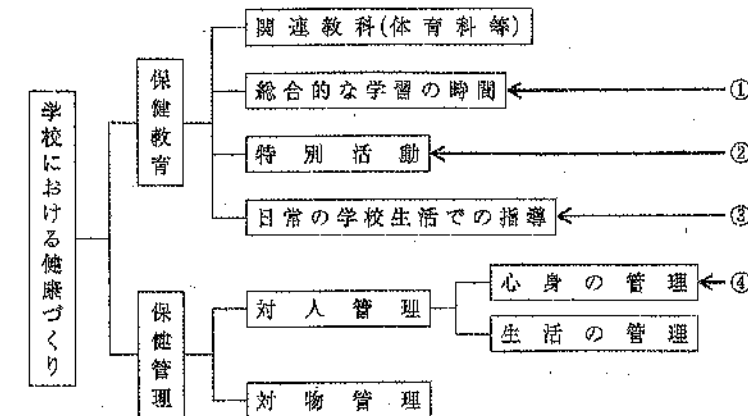 学校における健康づくり
保健教育
関連教科(体育科等)
総合的な学習の時間
①
特別活動
②
日常の学校生活での指導
③
保健管理
対人管理
心身の管理
④
生活の管理
対物管理